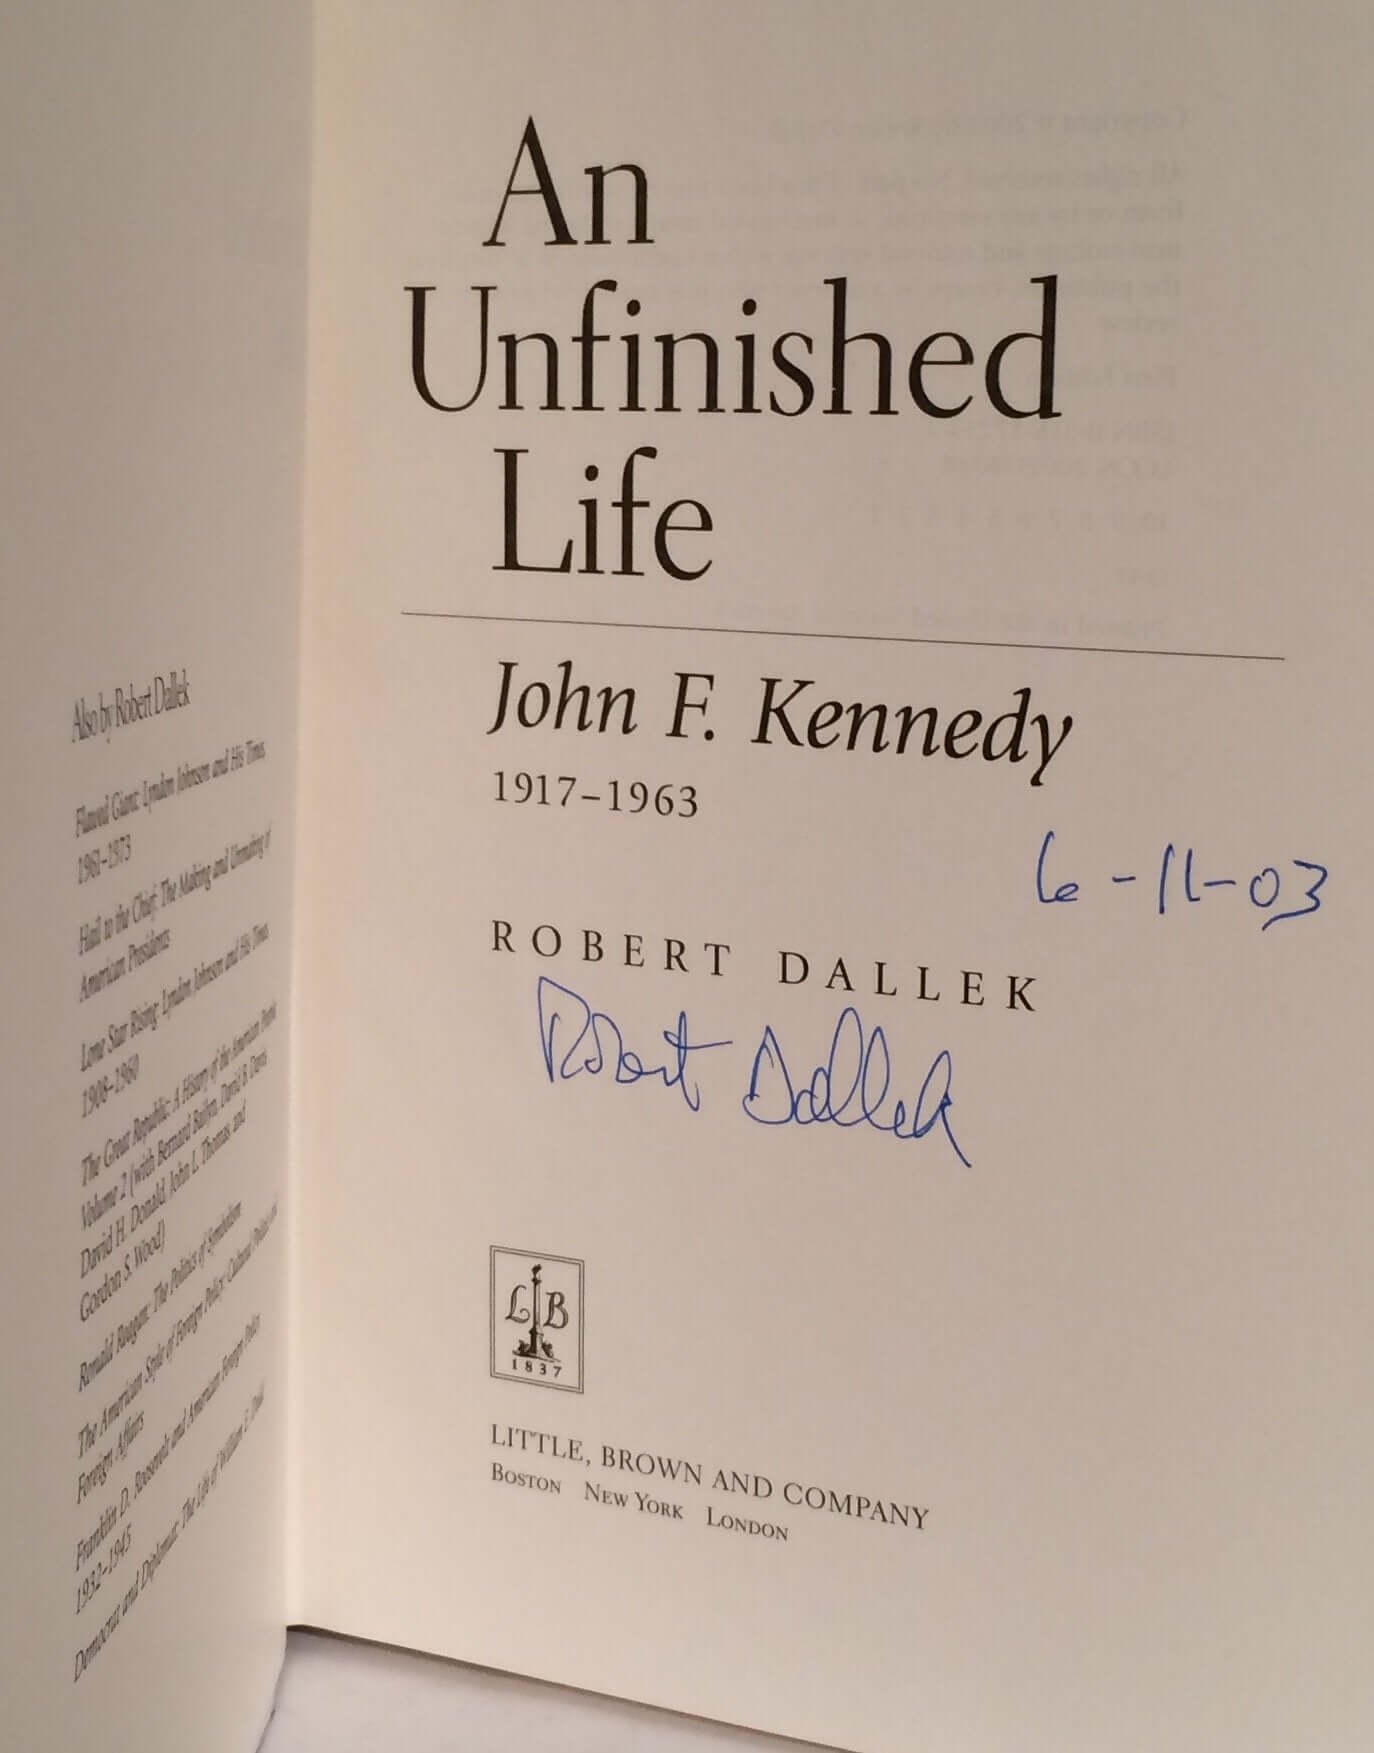 Also by Robert Dallek
Flawed Giant: Lyndon Johnson and His Times
1961–1973
Hail to the Chief: The Making and Unmaking of
American Presidents
Lone Star Rising: Lyndon Johnson and His Times
1908–1960
The Great Republic: A History of the American People
Volume 2 (with Bernard Bailyn, David B. Davis
David H. Donald, John L. Thomas, and
Gordon S. Wood)
Ronald Reagan: The Politics of Symbolism
The American Style of Foreign Policy: Cultural Politics and
Foreign Affairs
Franklin D. Roosevelt and American Foreign Policy
1932–1945
Democrat and Diplomat: The Life of William E. Dodd
An
Unfinished
Life
John F. Kennedy
1917–1963
6-11-03
ROBERT DALLEK
Robert Dallek
L B
1837
LITTLE, BROWN AND COMPANY
BOSTON NEW YORK LONDON